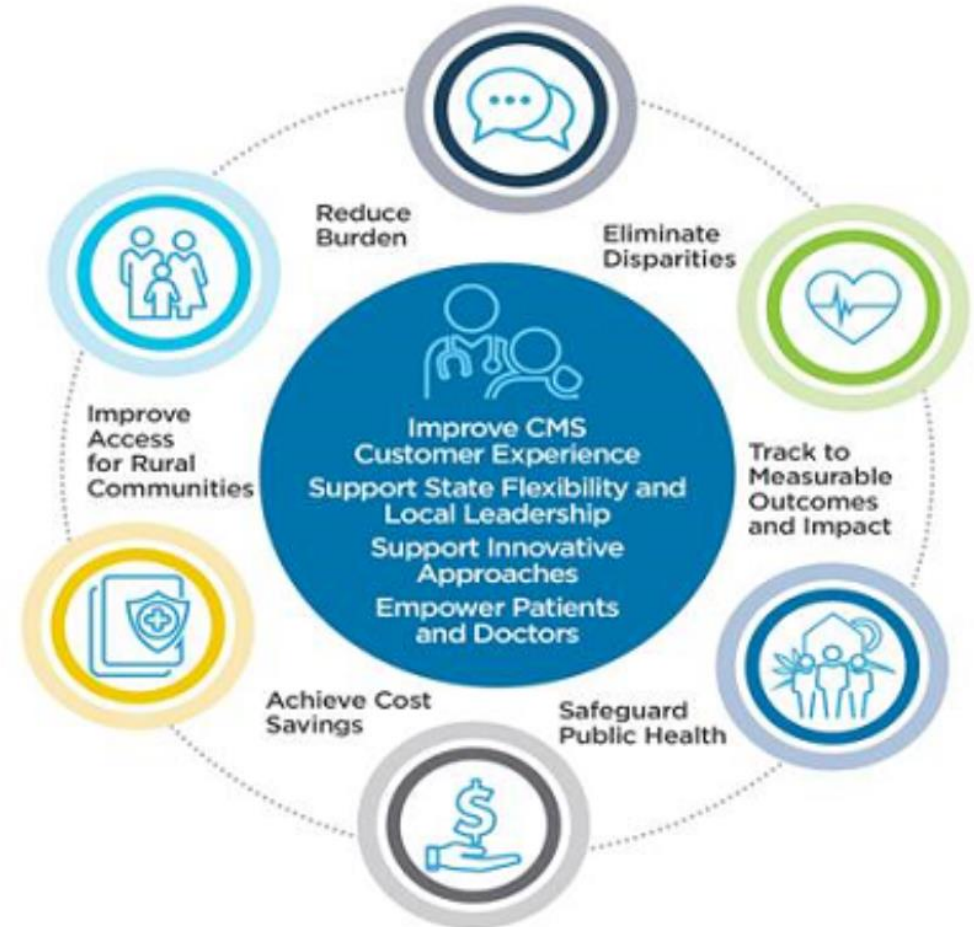 Reduce
Burden
Eliminate
Disparities
Improve
Access
for Rural
Communities
Improve CMS
Customer Experience
Support State Flexibility and
Local Leadership
Support Innovative
Approaches
Empower Patients
and Doctors
Track to
Measurable
Outcomes
and Impact
Achieve Cost
Savings
Safeguard
Public Health
$